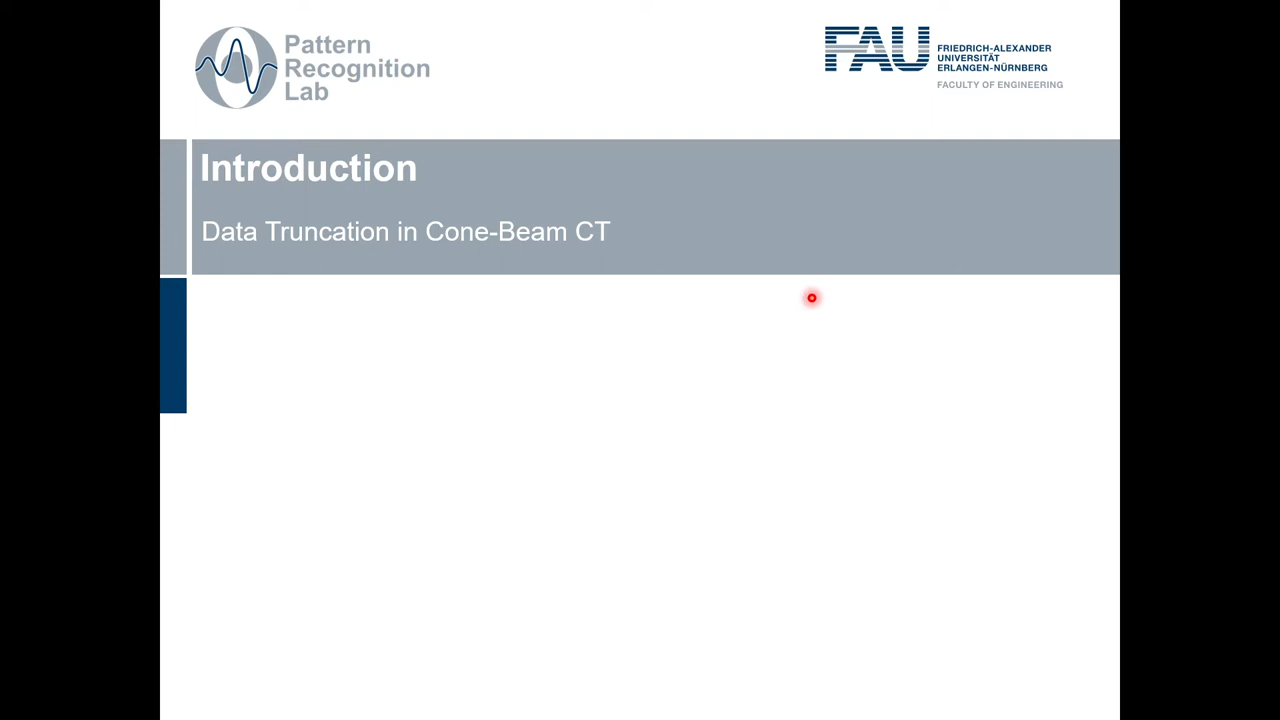 Pattern
Recognition
Lab
FAU
FRIEDRICH-ALEXANDER
UNIVERSITÄT
ERLANGEN-NÜRNBERG
FACULTY OF ENGINEERING
Introduction
Data Truncation in Cone-Beam CT